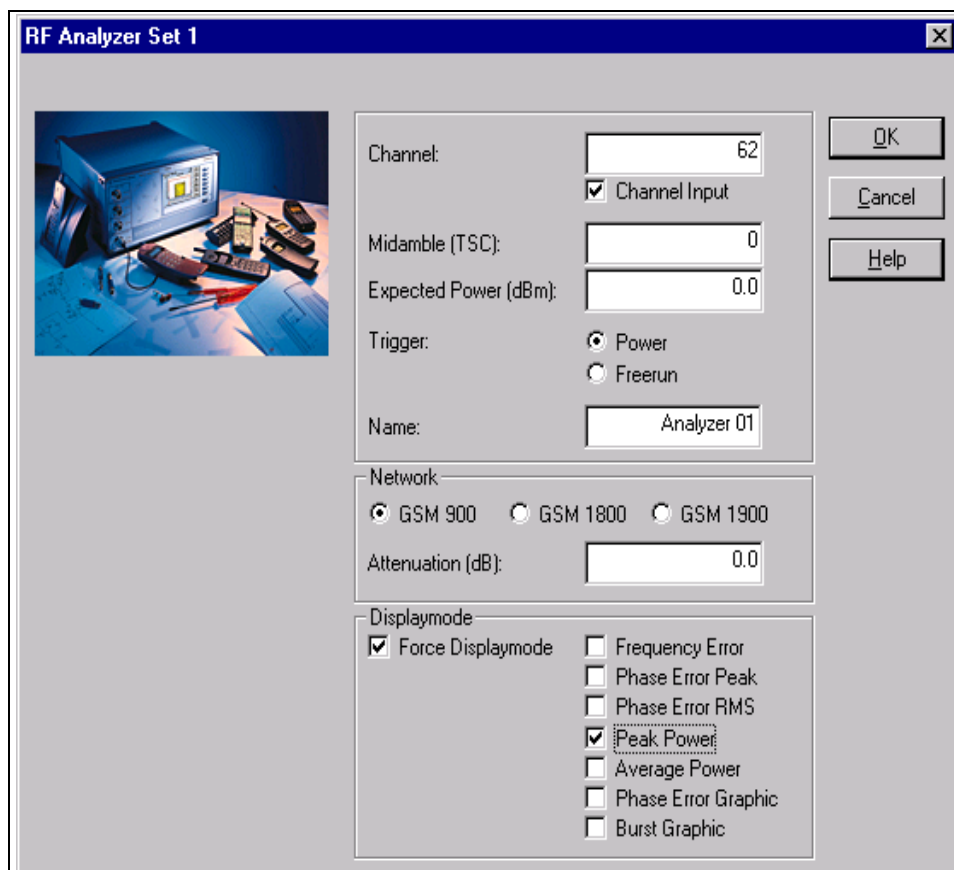 RF Analyzer Set 1
Channel:
62
Channel Input
Midamble (TSC):
0
Expected Power (dBm):
0.0
Trigger:
Power
Freerun
Name:
Analyzer 01
OK
Cancel
Help
Network
GSM 900 GSM 1800 GSM 1900
Attenuation (dB):
0.0
Displaymode
Force Displaymode
Frequency Error
Phase Error Peak
Phase Error RMS
Peak Power
Average Power
Phase Error Graphic
Burst Graphic